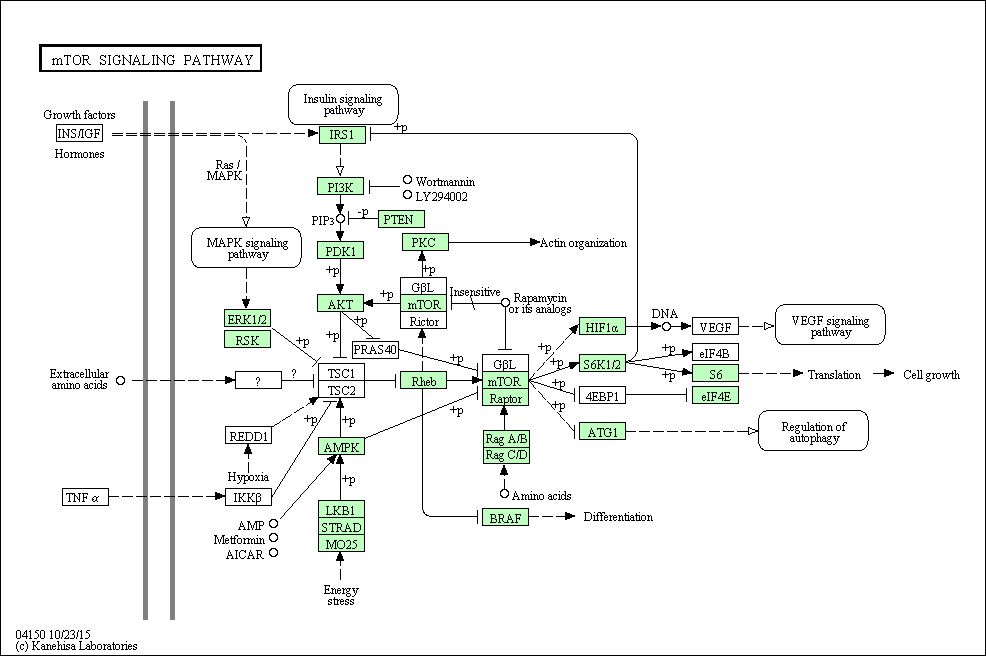 mTOR SIGNALING PATHWAY
Insulin signaling
pathway
Growth factors
INS/IGF
Hormones
IRS1
+p
Ras /
MAPK
PI3K
Wortmannin
LY294002
PIP3
-p
PTEN
MAPK signaling
pathway
PDK1
PKC
Actin organization
+p
+p
GβL
mTOR
Rictor
AKT
+p
Insensitive
Rapamycin
or its analogs
ERK1/2
RSK
+p
+p
PRAS40
+p
HIF1α
DNA
VEGF
VEGF signaling
pathway
+p
GβL
mTOR
Raptor
+p
S6K1/2
+p
eIF4B
+p
S6
Translation
Cell growth
Extracellular
amino acids
?
?
TSC1
TSC2
Rheb
+p
4EBP1
eIF4E
+p
+p
ATG1
Regulation of
autophagy
REDD1
+p
AMPK
Rag A/B
Rag C/D
Hypoxia
+p
TNF α
IKKβ
Amino acids
AMP
Metformin
AICAR
LKB1
STRAD
MO25
BRAF
Differentiation
Energy
stress
04150 10/23/15
(c) Kanehisa Laboratories